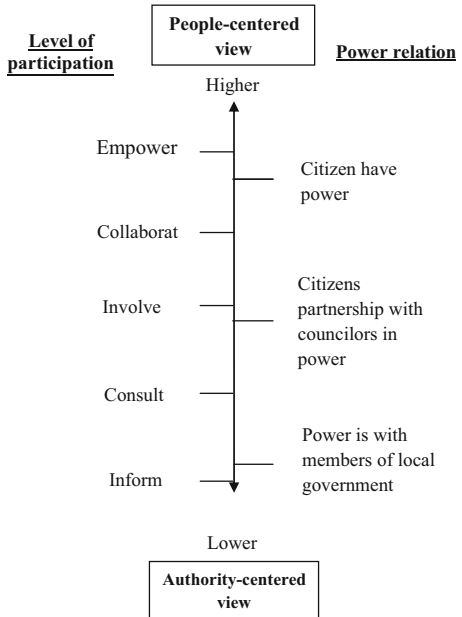 People-centered
view
Level of
participation
Power relation
Higher
Empower
Citizen have
power
Collaborat
Citizens
partnership with
councilors in
power
Involve
Consult
Power is with
members of local
government
Inform
Lower
Authority-centered
view